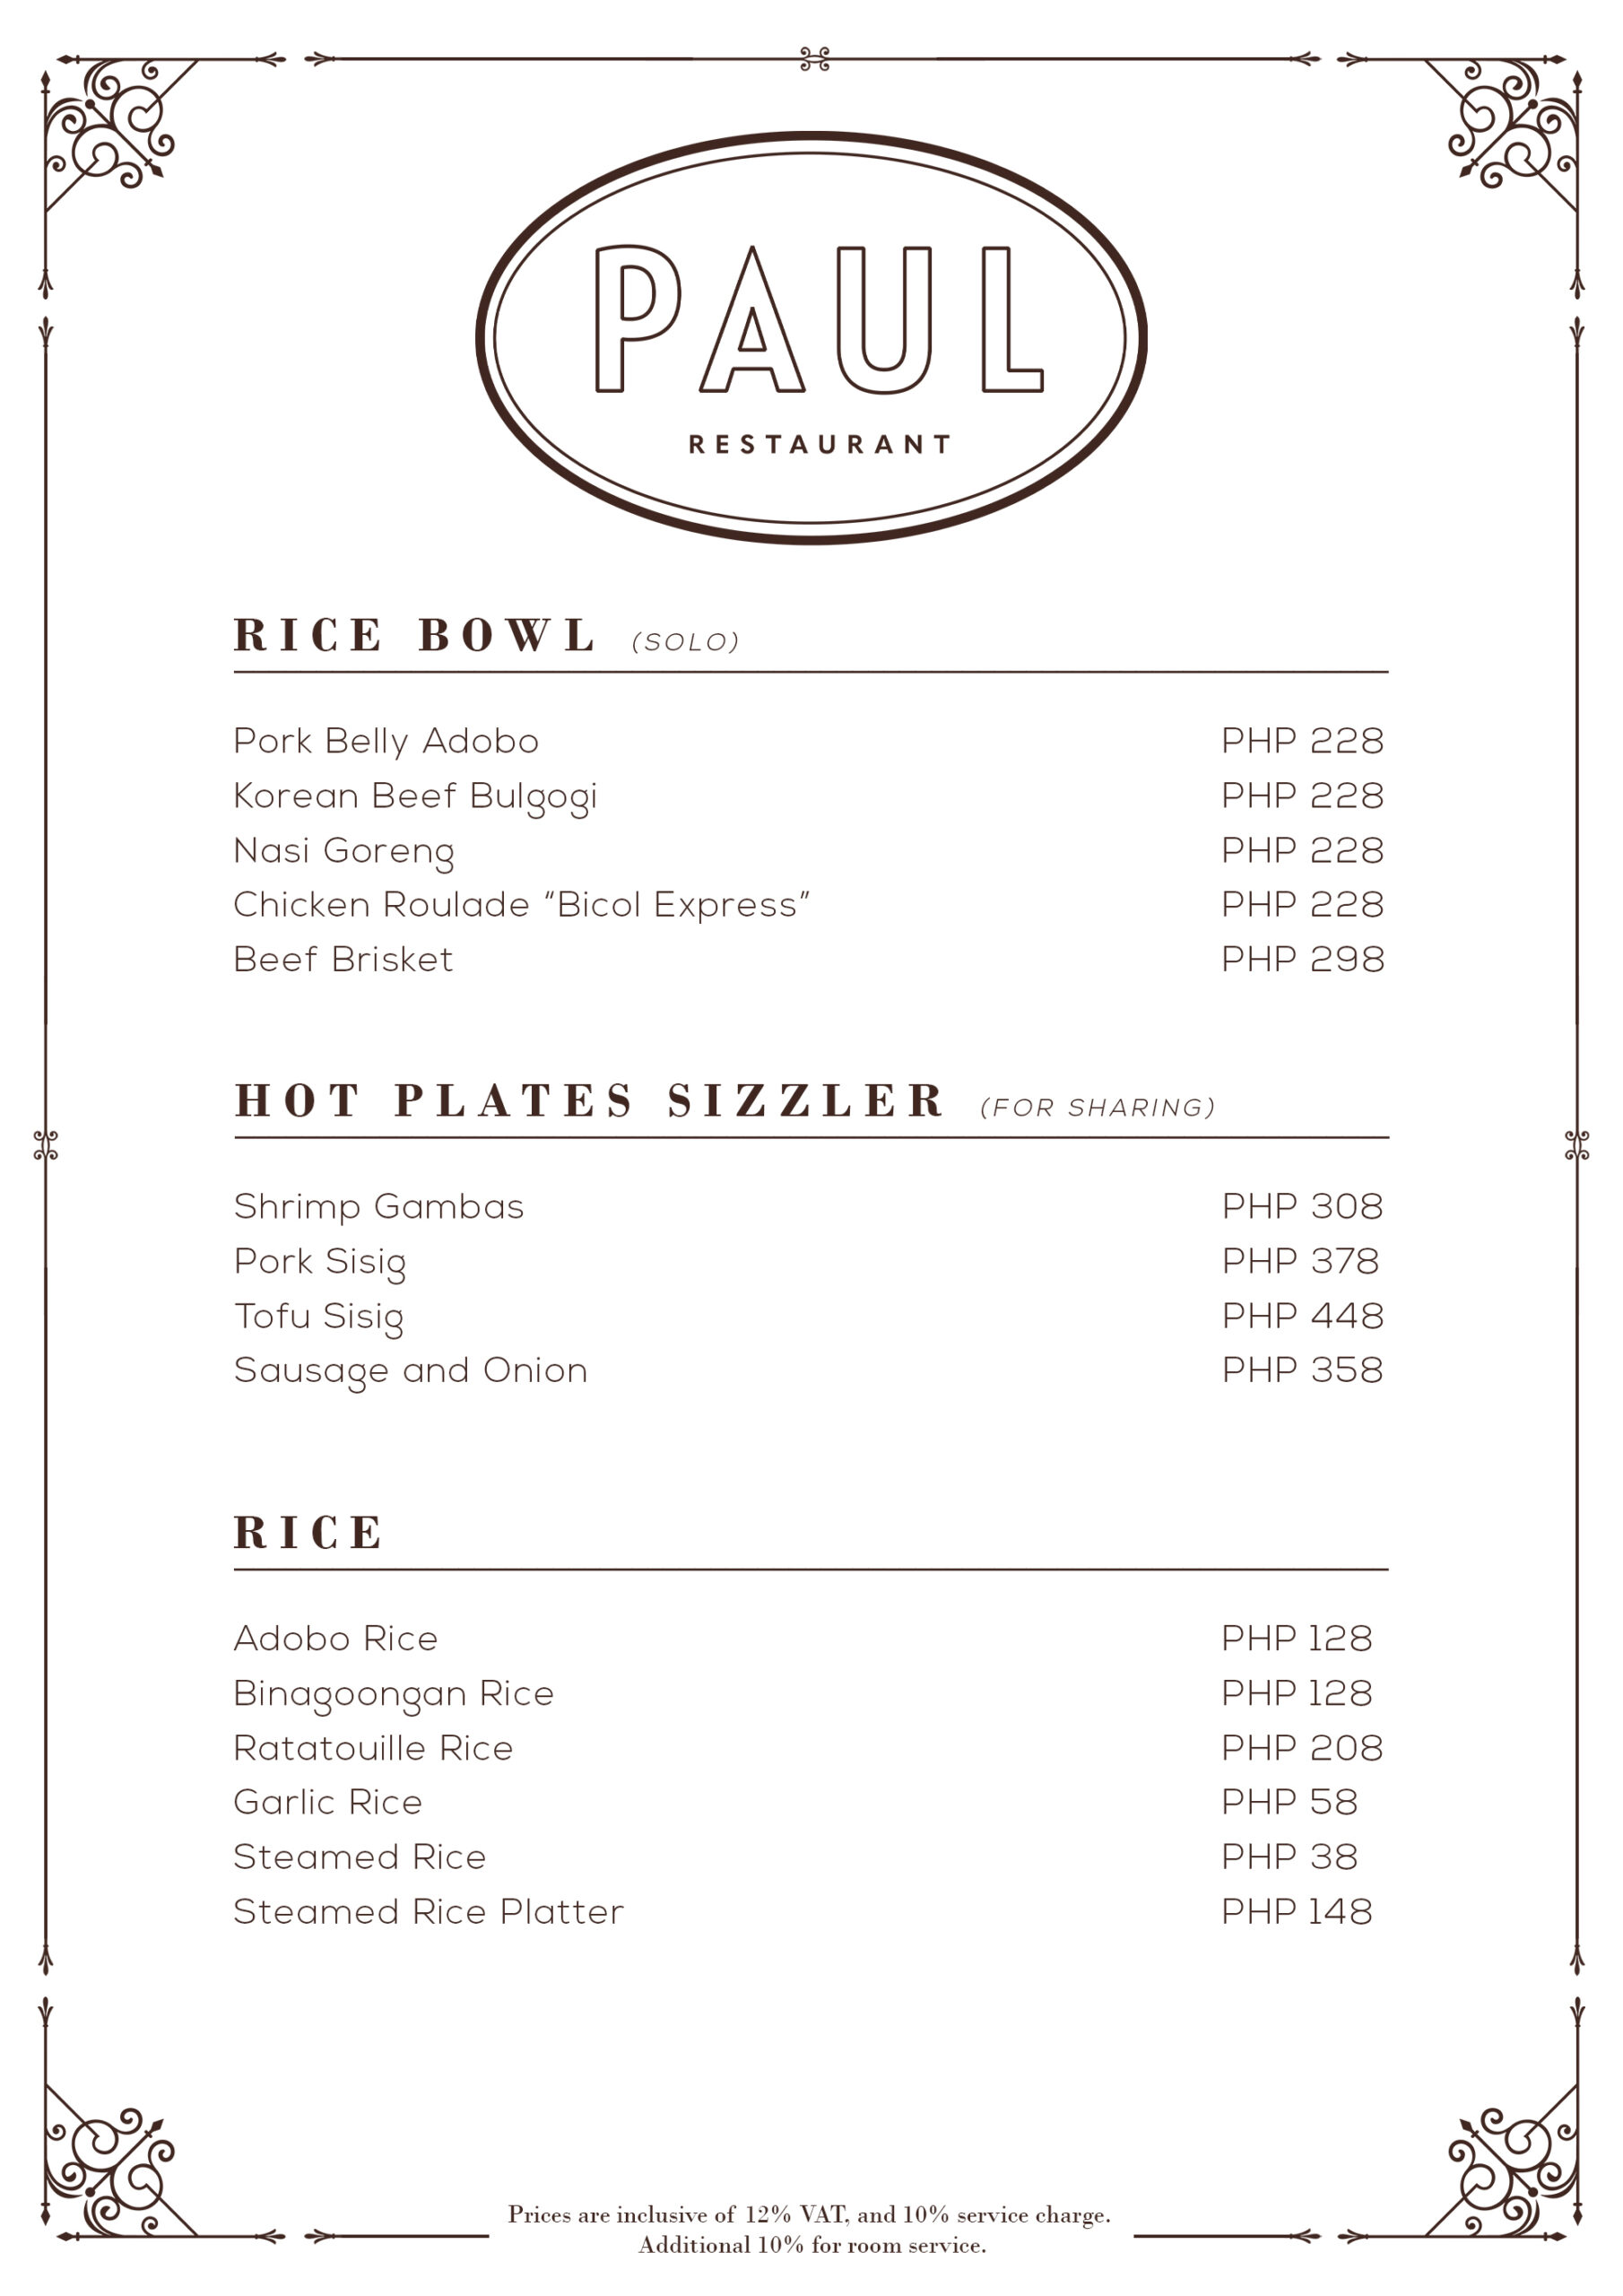 PAUL
RESTAURANT
RICE BOWL (SOLO)
Pork Belly Adobo PHP 228
Korean Beef Bulgogi PHP 228
Nasi Goreng PHP 228
Chicken Roulade “Bicol Express” PHP 228
Beef Brisket PHP 298
HOT PLATES SIZZLER (FOR SHARING)
Shrimp Gambas PHP 308
Pork Sisig PHP 378
Tofu Sisig PHP 448
Sausage and Onion PHP 358
RICE
Adobo Rice PHP 128
Binagoongan Rice PHP 128
Ratatouille Rice PHP 208
Garlic Rice PHP 58
Steamed Rice PHP 38
Steamed Rice Platter PHP 148
Prices are inclusive of 12% VAT, and 10% service charge.
Additional 10% for room service.